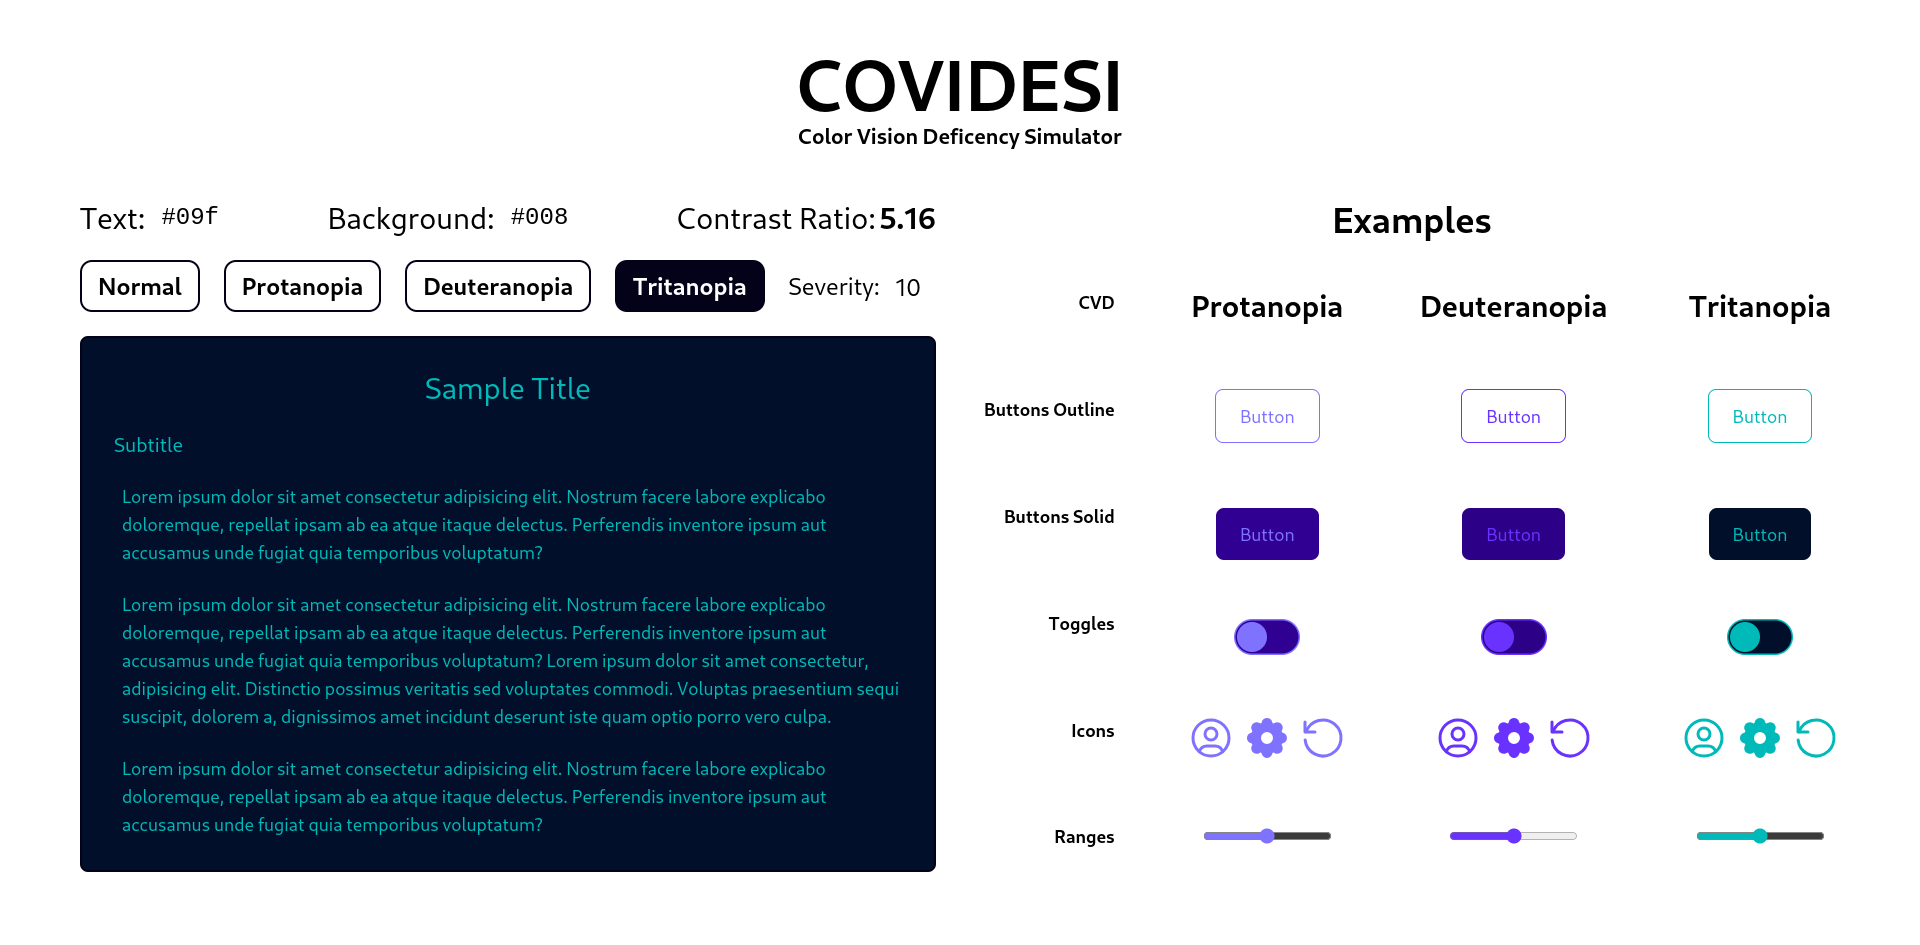 COVIDESI
Color Vision Deficency Simulator
Text: #09f Background: #008 Contrast Ratio: 5.16
Normal Protanopia Deuteranopia Tritanopia Severity: 10
Sample Title
Subtitle
Lorem ipsum dolor sit amet consectetur adipisicing elit. Nostrum facere labore explicabo
doloremque, repellat ipsam ab ea atque itaque delectus. Perferendis inventore ipsum aut
accusamus unde fugiat quia temporibus voluptatum?
Lorem ipsum dolor sit amet consectetur adipisicing elit. Nostrum facere labore explicabo
doloremque, repellat ipsam ab ea atque itaque delectus. Perferendis inventore ipsum aut
accusamus unde fugiat quia temporibus voluptatum? Lorem ipsum dolor sit amet consectetur,
adipisicing elit. Distinctio possimus veritatis sed voluptates commodi. Voluptas praesentium sequi
suscipit, dolorem a, dignissimos amet incidunt deserunt iste quam optio porro vero culpa.
Lorem ipsum dolor sit amet consectetur adipisicing elit. Nostrum facere labore explicabo
doloremque, repellat ipsam ab ea atque itaque delectus. Perferendis inventore ipsum aut
accusamus unde fugiat quia temporibus voluptatum?
Examples
CVD Protanopia Deuteranopia Tritanopia
Buttons Outline Button Button Button
Buttons Solid Button Button Button
Toggles
Icons
Ranges